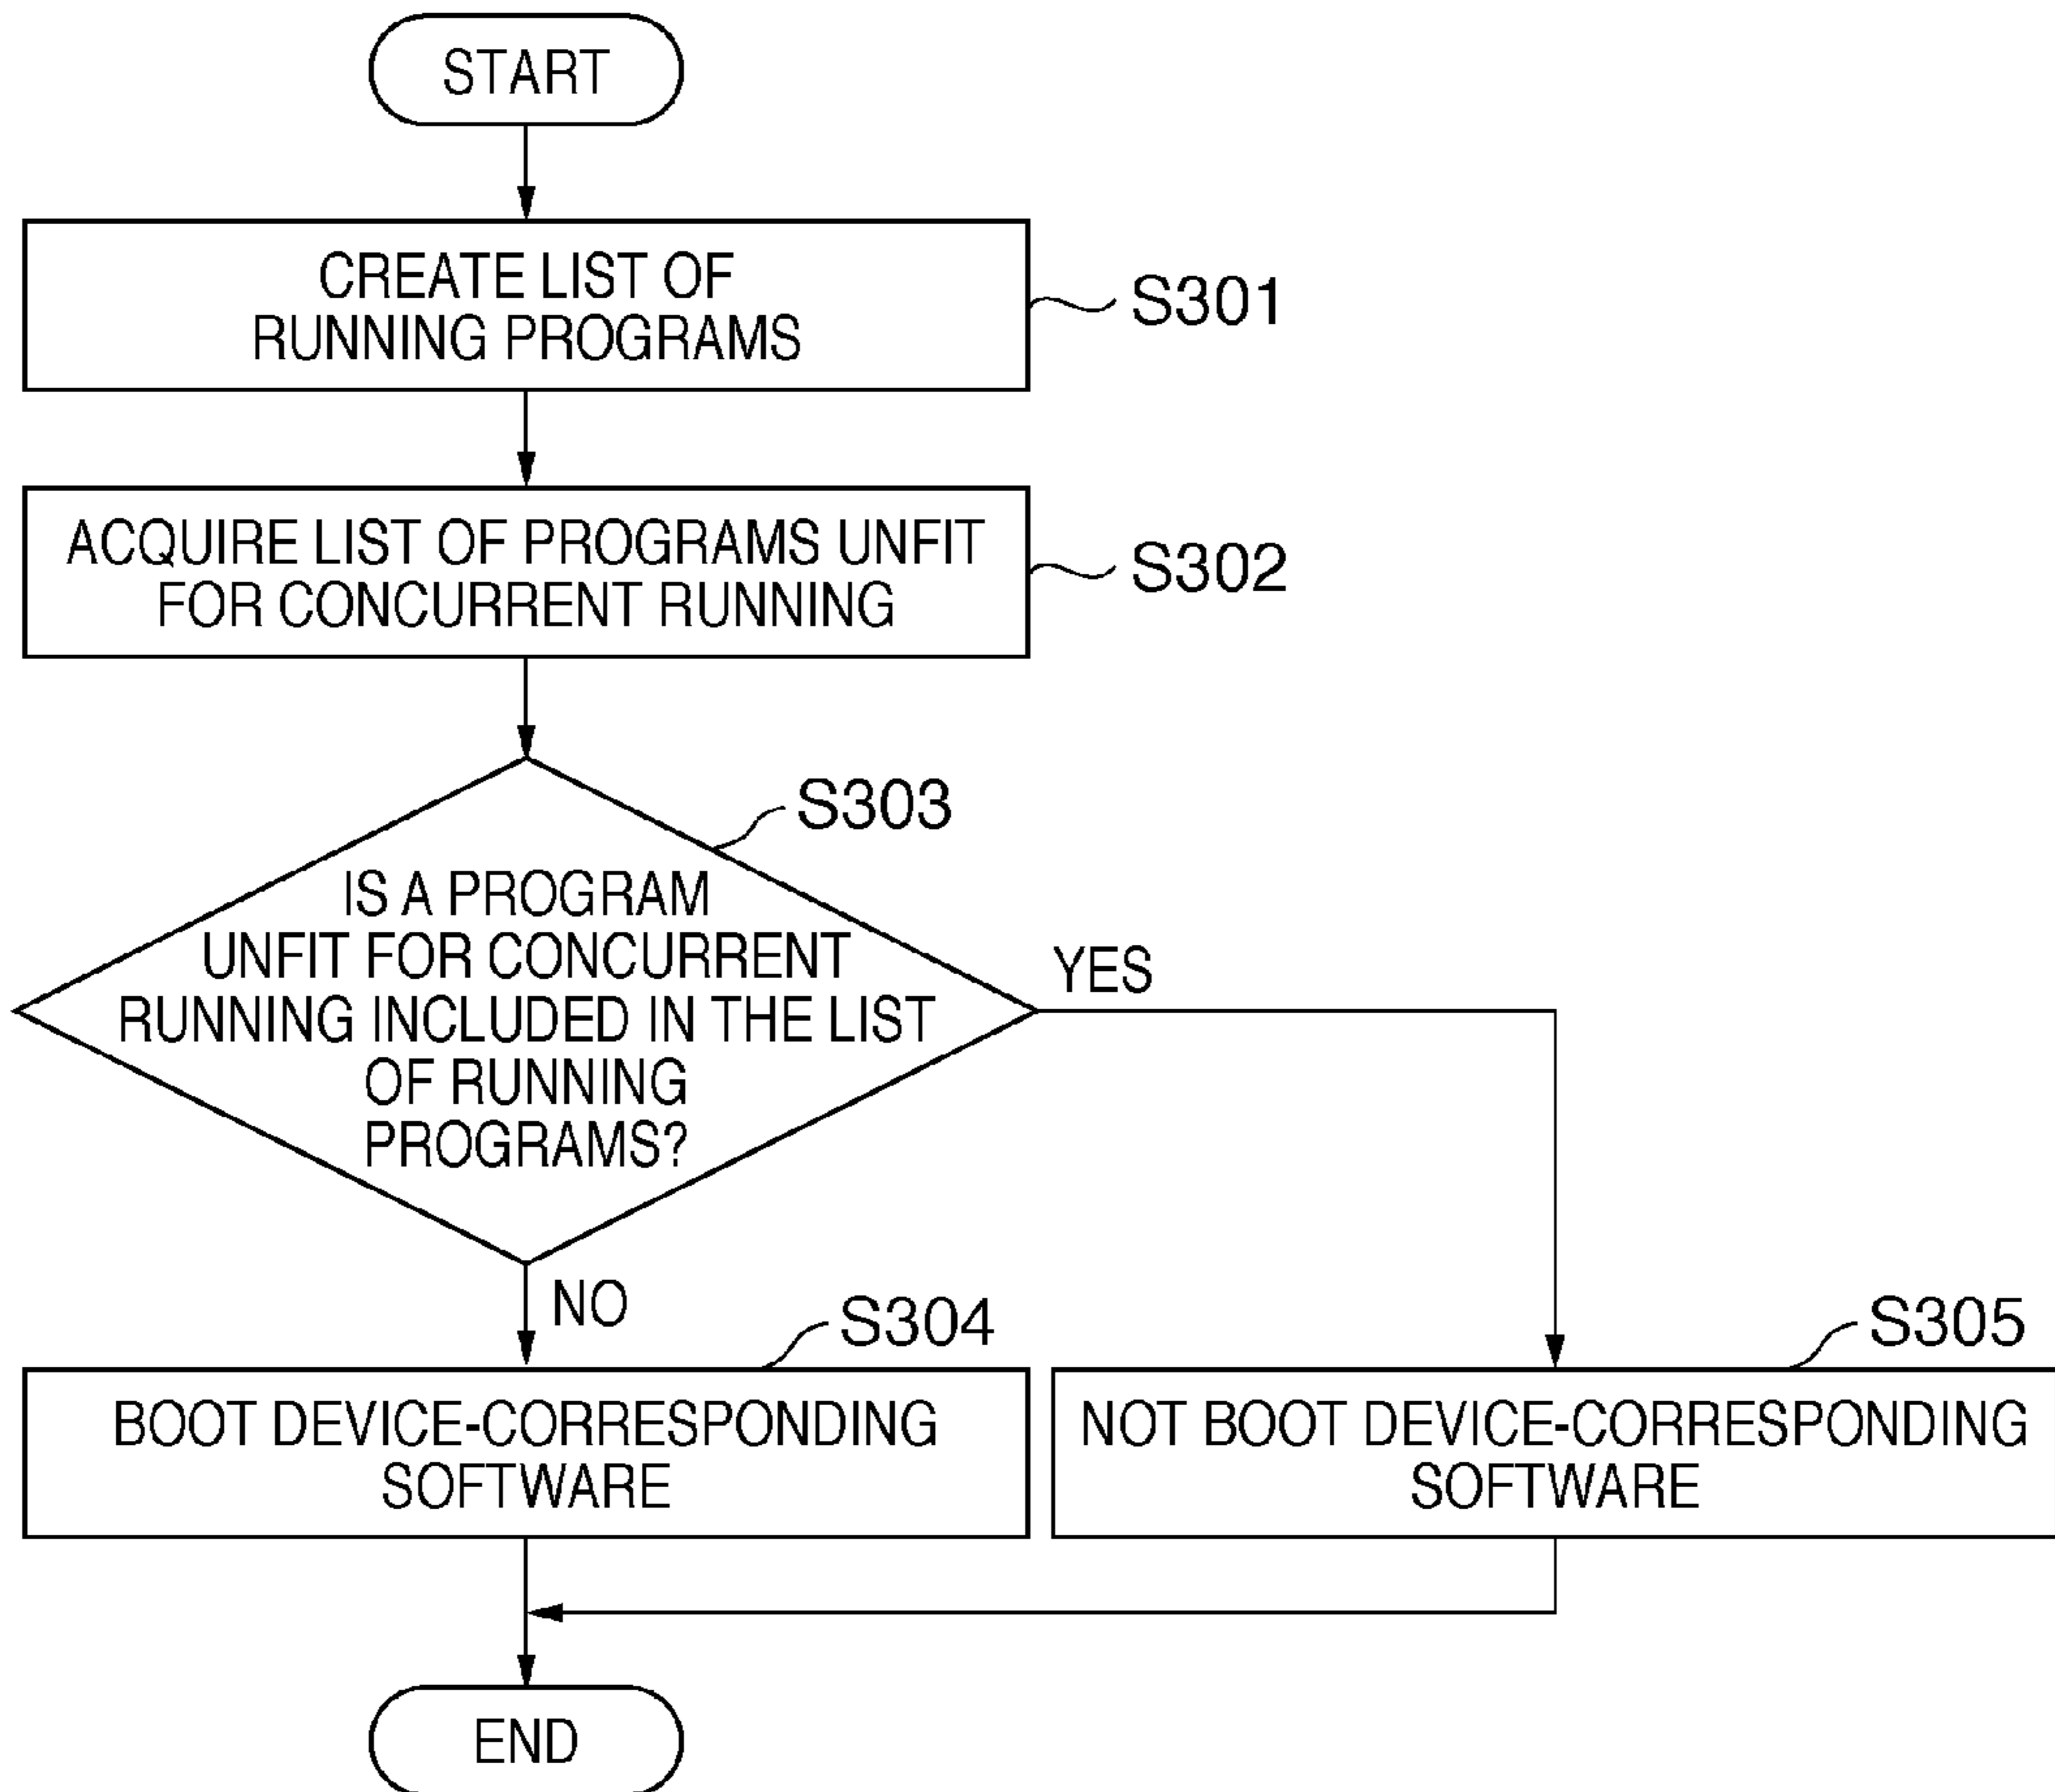 START
CREATE LIST OF
RUNNING PROGRAMS
S301
ACQUIRE LIST OF PROGRAMS UNFIT
FOR CONCURRENT RUNNING
S302
S303
IS A PROGRAM
UNFIT FOR CONCURRENT
RUNNING INCLUDED IN THE LIST
OF RUNNING
PROGRAMS?
YES
NO
S304
BOOT DEVICE-CORRESPONDING
SOFTWARE
S305
NOT BOOT DEVICE-CORRESPONDING
SOFTWARE
END